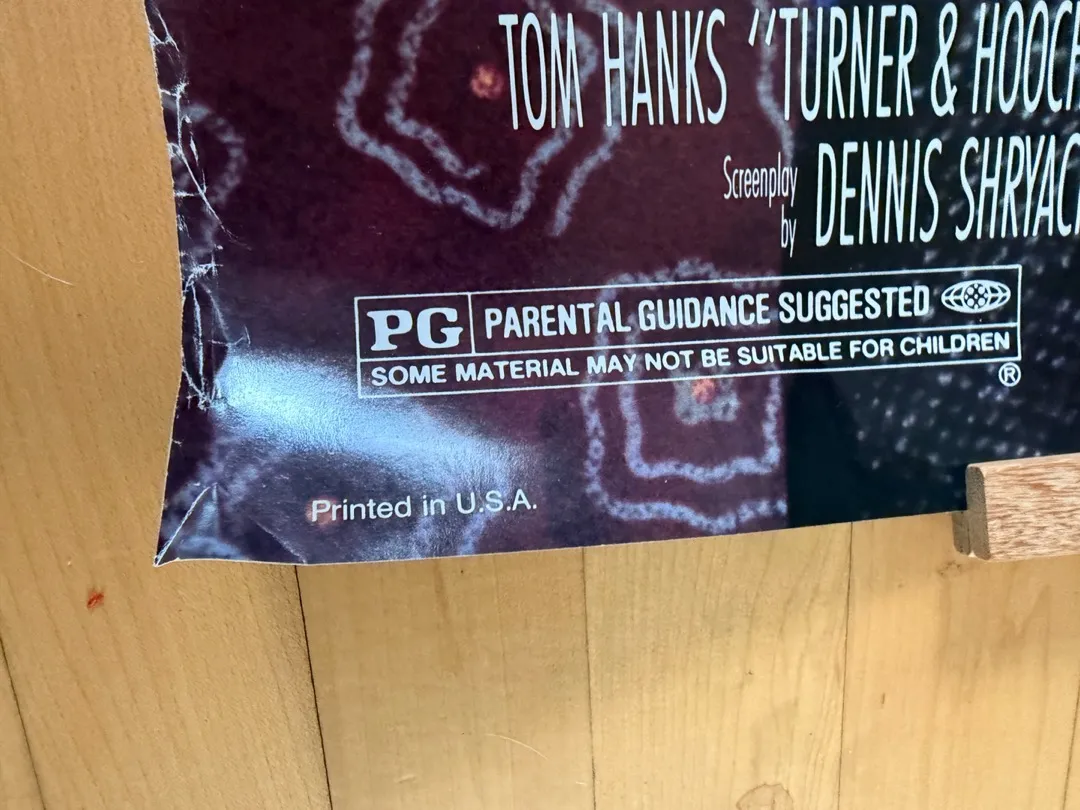 TOM HANKS "TURNER & HOOCH
Screenplay
by DENNIS SHRYAC
PG PARENTAL GUIDANCE SUGGESTED
SOME MATERIAL MAY NOT BE SUITABLE FOR CHILDREN
®
Printed in U.S.A.